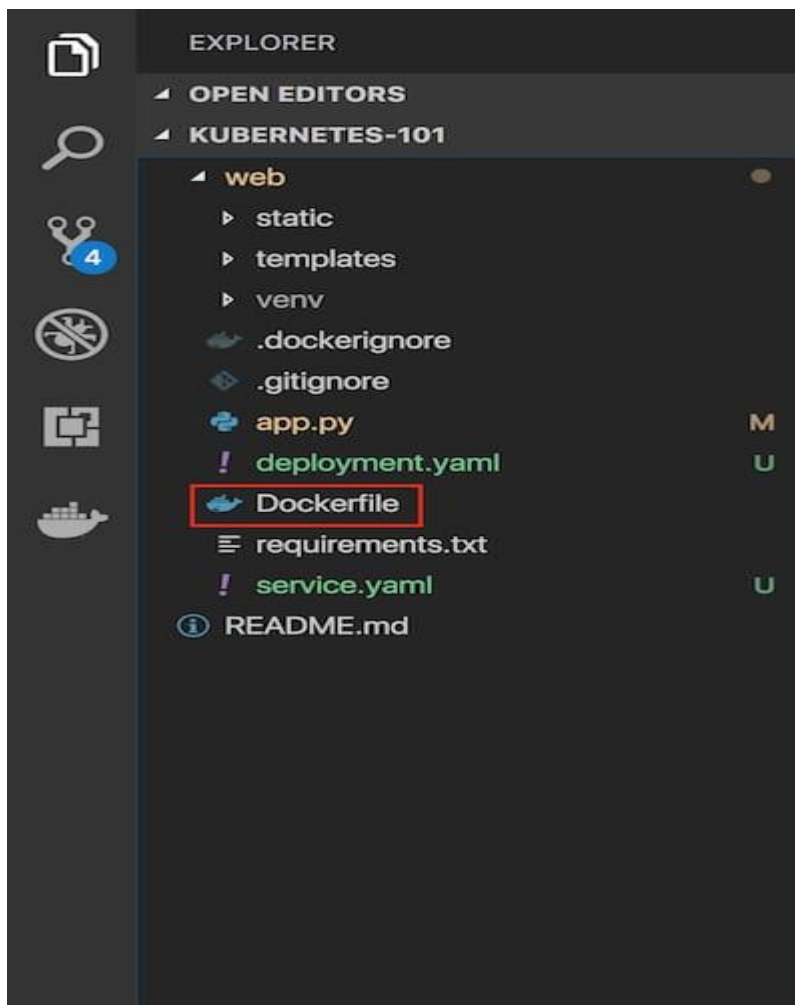 EXPLORER
OPEN EDITORS
KUBERNETES-101
web
static
templates
4
venv
.dockerignore
.gitignore
app.py M
deployment.yaml U
Dockerfile
requirements.txt
service.yaml U
README.md